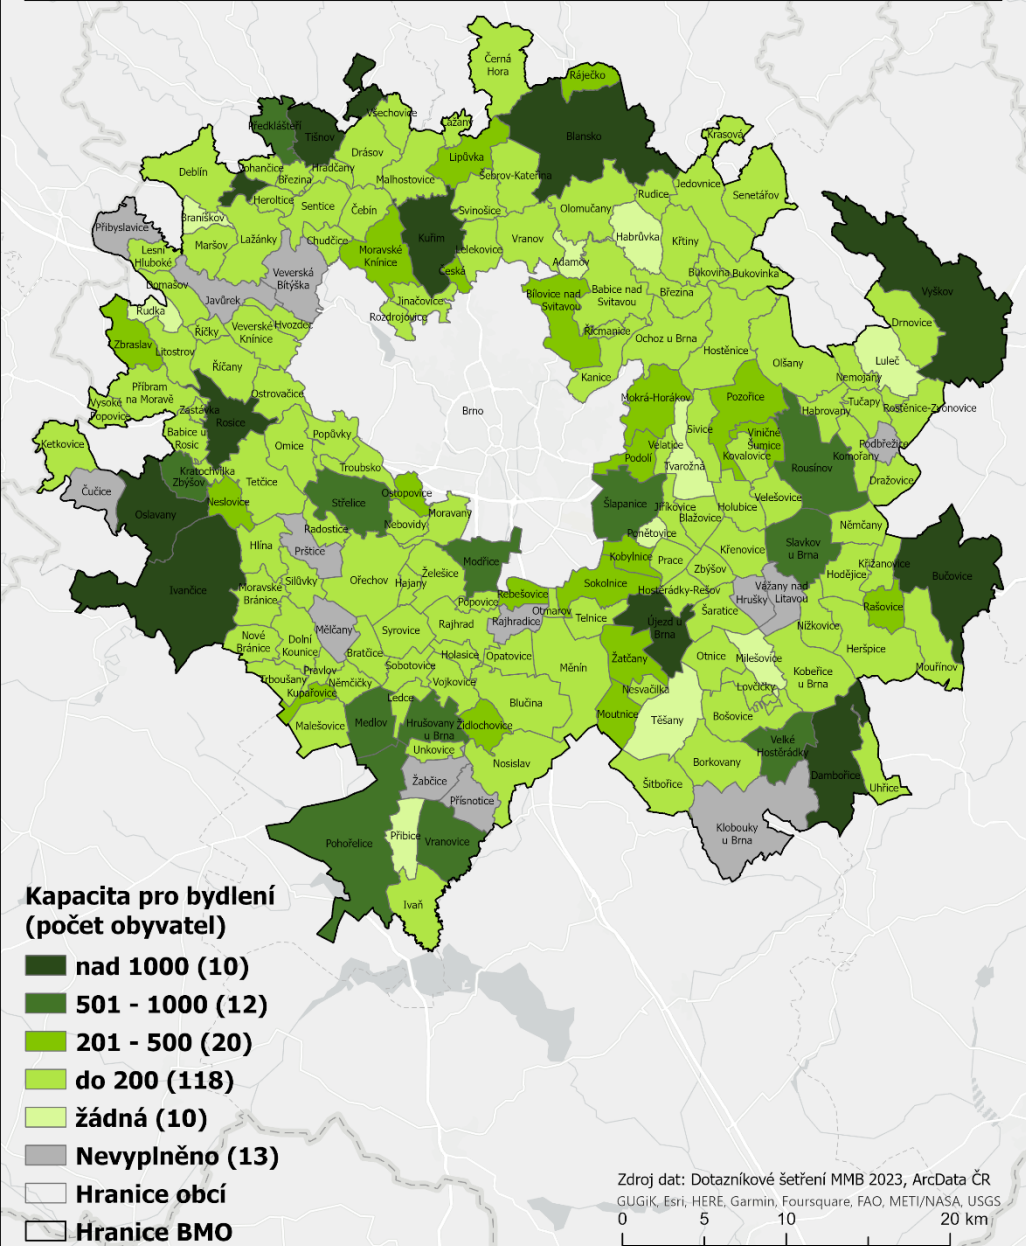 Černá
Hora
Ráječko
Všechovice
Lažany
Blansko
Předklášteří
Tišnov
Krasová
Drásov
Lipůvka
Hradčany
Malhostovice
Šebrov-Kateřina
Deblín
Vohančice
Březina
Rudice
Jedovnice
Senetářov
Heroltice
Sentice
Čebín
Svinošice
Olomučany
Braníškov
Přibyslavice
Maršov
Lažánky
Chudčice
Kuřim
Vranov
Habrůvka
Křtiny
Lesní
Hluboké
Moravské
Knínice
Lelekovice
Adamov
Veverská
Bítýška
Česká
Bukovina
Bukovinka
Domašov
Javůrek
Jinačovice
Bílovice nad
Svitavou
Babice nad
Svitavou
Březina
Vyškov
Rudka
Rozdrojovice
Říčky
Veverské
Knínice
Hvozdec
Řícmanice
Ochoz u Brna
Drnovice
Zbraslav
Litostrov
Hostěnice
Říčany
Olšany
Luleč
Kanice
Nemojany
Příbram
na Moravě
Ostrovačice
Mokrá-Horákov
Pozořice
Vysoké
Popovice
Zastávka
Rosice
Brno
Habrovany
Tučapy
Rostěnice-Zvonovice
Babice u
Rosic
Popůvky
Sivice
Viničné
Šumice
Ketkovice
Omice
Velatice
Podolí
Kovalovice
Komořany
Podbřežice
Kratochvilka
Troubsko
Tvarožná
Rousínov
Zbýšov
Tetčice
Dražovice
Čučice
Neslovice
Střelice
Ostopovice
Velešovice
Oslavany
Moravany
Šlapanice
Jiříkovice
Holubice
Radostice
Nebovidy
Blažovice
Němčany
Ponětovice
Hlína
Prštice
Slavkov
u Brna
Modřice
Kobylnice
Prace
Křenovice
Křižanovice
Želešice
Zbýšov
Hodějice
Bučovice
Ivančice
Moravské
Bránice
Silůvky
Ořechov
Hajany
Sokolnice
Hostěrádky-Rešov
Vážany nad
Litavou
Rebešovice
Popovice
Hrušky
Rašovice
Otmarov
Telnice
Šaratice
Mělčany
Syrovice
Rajhrad
Rajhradice
Újezd u
Brna
Nížkovice
Nové
Bránice
Dolní
Kounice
Bratčice
Holasice
Opatovice
Otnice
Milešovice
Heršpice
Žatčany
Sobotovice
Měnín
Kobeřice
u Brna
Mouřínov
Pravlov
Trboušany
Němčičky
Vojkovice
Kupařovice
Nesvačilka
Lovčičky
Ledce
Blučina
Moutnice
Bošovice
Malešovice
Medlov
Hrušovany
u Brna
Židlochovice
Těšany
Velké
Hostěrádky
Unkovice
Nosislav
Borkovany
Dambořice
Žabčice
Šitbořice
Uhřice
Přísnotice
Klobouky
u Brna
Přibice
Pohořelice
Vranovice
Ivaň
Kapacita pro bydlení
(počet obyvatel)
nad 1000 (10)
501 - 1000 (12)
201 - 500 (20)
do 200 (118)
žádná (10)
Nevyplněno (13)
Hranice obcí
Hranice BMO
Zdroj dat: Dotazníkové šetření MMB 2023, ArcData ČR
GUGiK, Esri, HERE, Garmin, Foursquare, FAO, METI/NASA, USGS
0 5 10 20 km